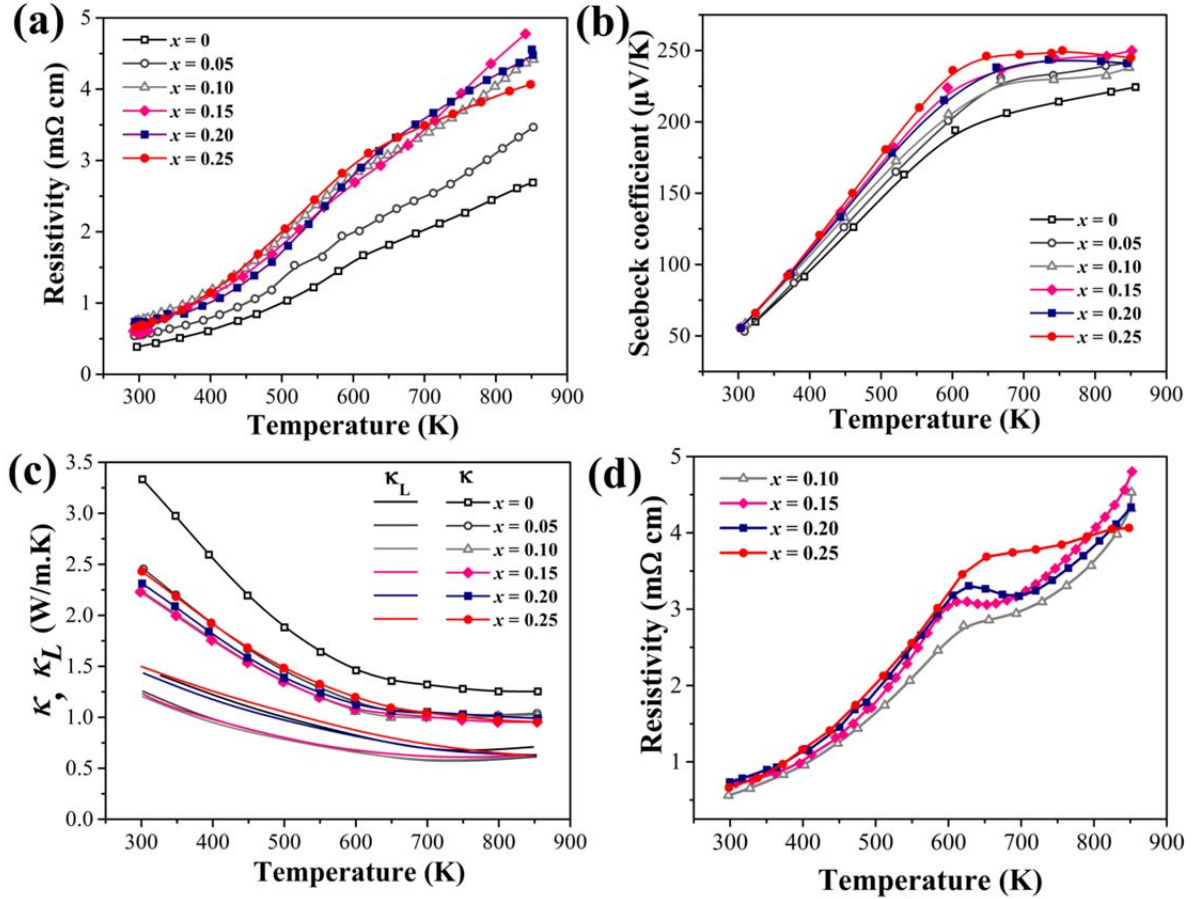 (a)
Resistivity (mΩ cm)
5
4
3
2
1
0
x = 0
x = 0.05
x = 0.10
x = 0.15
x = 0.20
x = 0.25
300 400 500 600 700 800 900
Temperature (K)
(b)
Seebeck coefficient (µV/K)
250
200
150
100
50
x = 0
x = 0.05
x = 0.10
x = 0.15
x = 0.20
x = 0.25
300 400 500 600 700 800 900
Temperature (K)
(c)
κ, κL (W/m.K)
3.5
3.0
2.5
2.0
1.5
1.0
0.5
0.0
κL κ
x = 0
x = 0.05
x = 0.10
x = 0.15
x = 0.20
x = 0.25
300 400 500 600 700 800 900
Temperature (K)
(d)
Resistivity (mΩ cm)
5
4
3
2
1
x = 0.10
x = 0.15
x = 0.20
x = 0.25
300 400 500 600 700 800 900
Temperature (K)